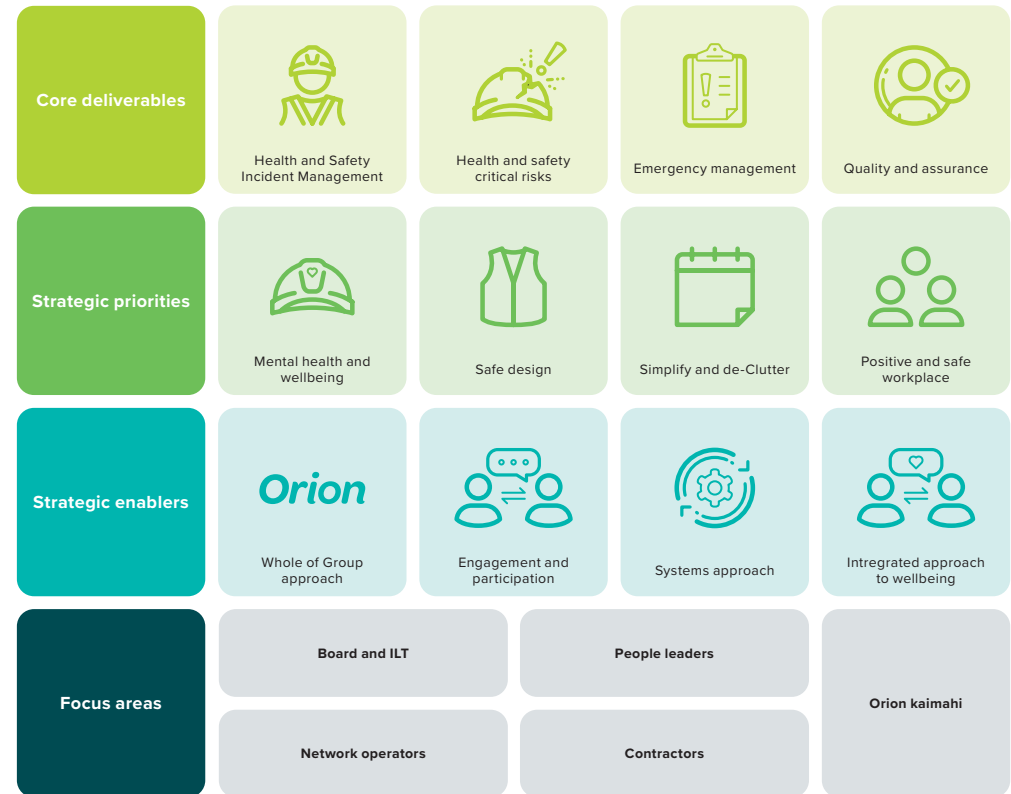 Core deliverables
Health and Safety
Incident Management
Health and safety
critical risks
Emergency management
Quality and assurance
Strategic priorities
Mental health and
wellbeing
Safe design
Simplify and de-Clutter
Positive and safe
workplace
Strategic enablers
Orion
Whole of Group
approach
Engagement and
participation
Systems approach
Intregrated approach
to wellbeing
Focus areas
Board and ILT
People leaders
Orion kaimahi
Network operators
Contractors